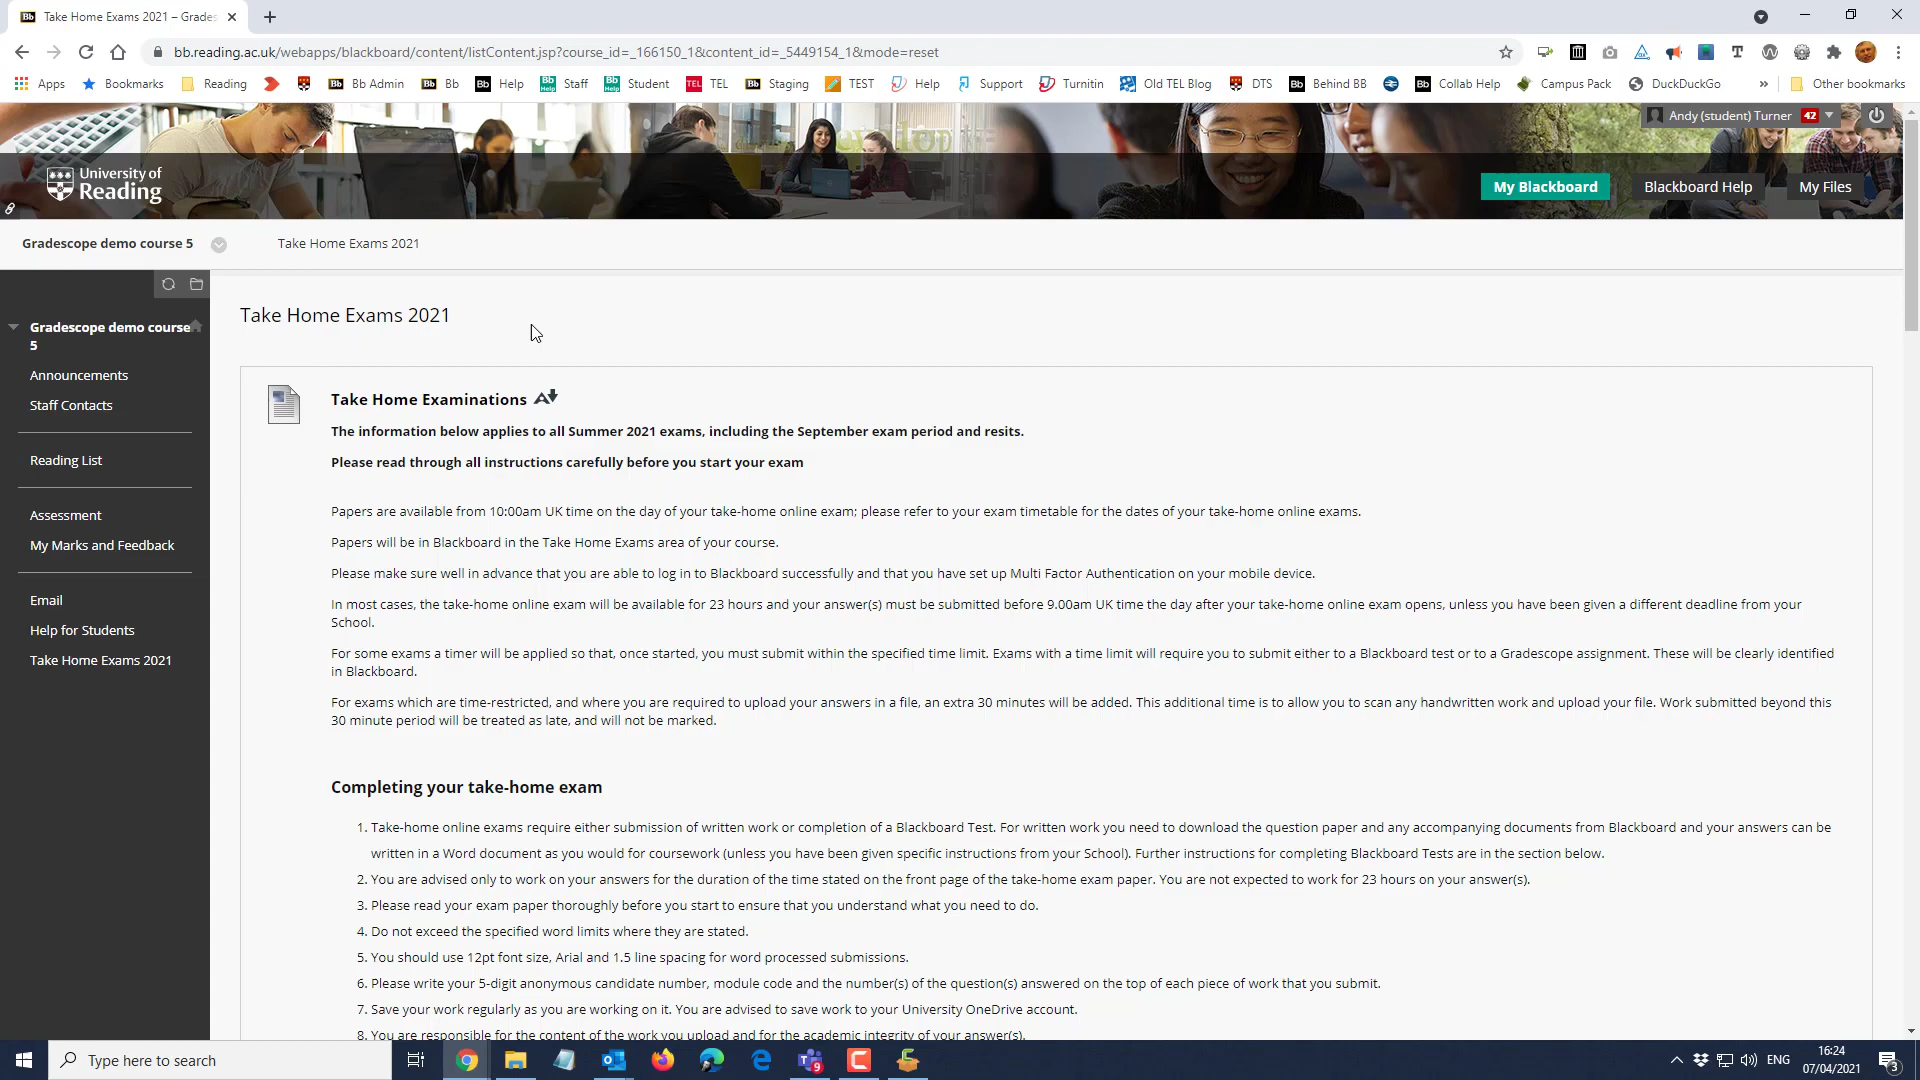 Take Home Exams 2021 – Grades
bb.reading.ac.uk/webapps/blackboard/content/listContent.jsp?course_id=_166150_1&content_id=_5449154_1&mode=reset
Apps Bookmarks Reading Bb Admin Bb Help Staff Student TEL Staging TEST Help Support Turnitin Old TEL Blog DTS Behind BB Collab Help Campus Pack DuckDuckGo » Other bookmarks
Andy (student) Turner 42
University of
Reading
My Blackboard Blackboard Help My Files
Gradescope demo course 5 Take Home Exams 2021
Gradescope demo course
5
Announcements
Staff Contacts
Reading List
Assessment
My Marks and Feedback
Email
Help for Students
Take Home Exams 2021
Take Home Exams 2021
Take Home Examinations
The information below applies to all Summer 2021 exams, including the September exam period and resits.
Please read through all instructions carefully before you start your exam
Papers are available from 10:00am UK time on the day of your take-home online exam; please refer to your exam timetable for the dates of your take-home online exams.
Papers will be in Blackboard in the Take Home Exams area of your course.
Please make sure well in advance that you are able to log in to Blackboard successfully and that you have set up Multi Factor Authentication on your mobile device.
In most cases, the take-home online exam will be available for 23 hours and your answer(s) must be submitted before 9.00am UK time the day after your take-home online exam opens, unless you have been given a different deadline from your
School.
For some exams a timer will be applied so that, once started, you must submit within the specified time limit. Exams with a time limit will require you to submit either to a Blackboard test or to a Gradescope assignment. These will be clearly identified
in Blackboard.
For exams which are time-restricted, and where you are required to upload your answers in a file, an extra 30 minutes will be added. This additional time is to allow you to scan any handwritten work and upload your file. Work submitted beyond this
30 minute period will be treated as late, and will not be marked.
Completing your take-home exam
1. Take-home online exams require either submission of written work or completion of a Blackboard Test. For written work you need to download the question paper and any accompanying documents from Blackboard and your answers can be
written in a Word document as you would for coursework (unless you have been given specific instructions from your School). Further instructions for completing Blackboard Tests are in the section below.
2. You are advised only to work on your answers for the duration of the time stated on the front page of the take-home exam paper. You are not expected to work for 23 hours on your answer(s).
3. Please read your exam paper thoroughly before you start to ensure that you understand what you need to do.
4. Do not exceed the specified word limits where they are stated.
5. You should use 12pt font size, Arial and 1.5 line spacing for word processed submissions.
6. Please write your 5-digit anonymous candidate number, module code and the number(s) of the question(s) answered on the top of each piece of work that you submit.
7. Save your work regularly as you are working on it. You are advised to save work to your University OneDrive account.
8. You are responsible for the content of the work you upload and for the academic integrity of your answer(s).
Type here to search
ENG
16:24
07/04/2021